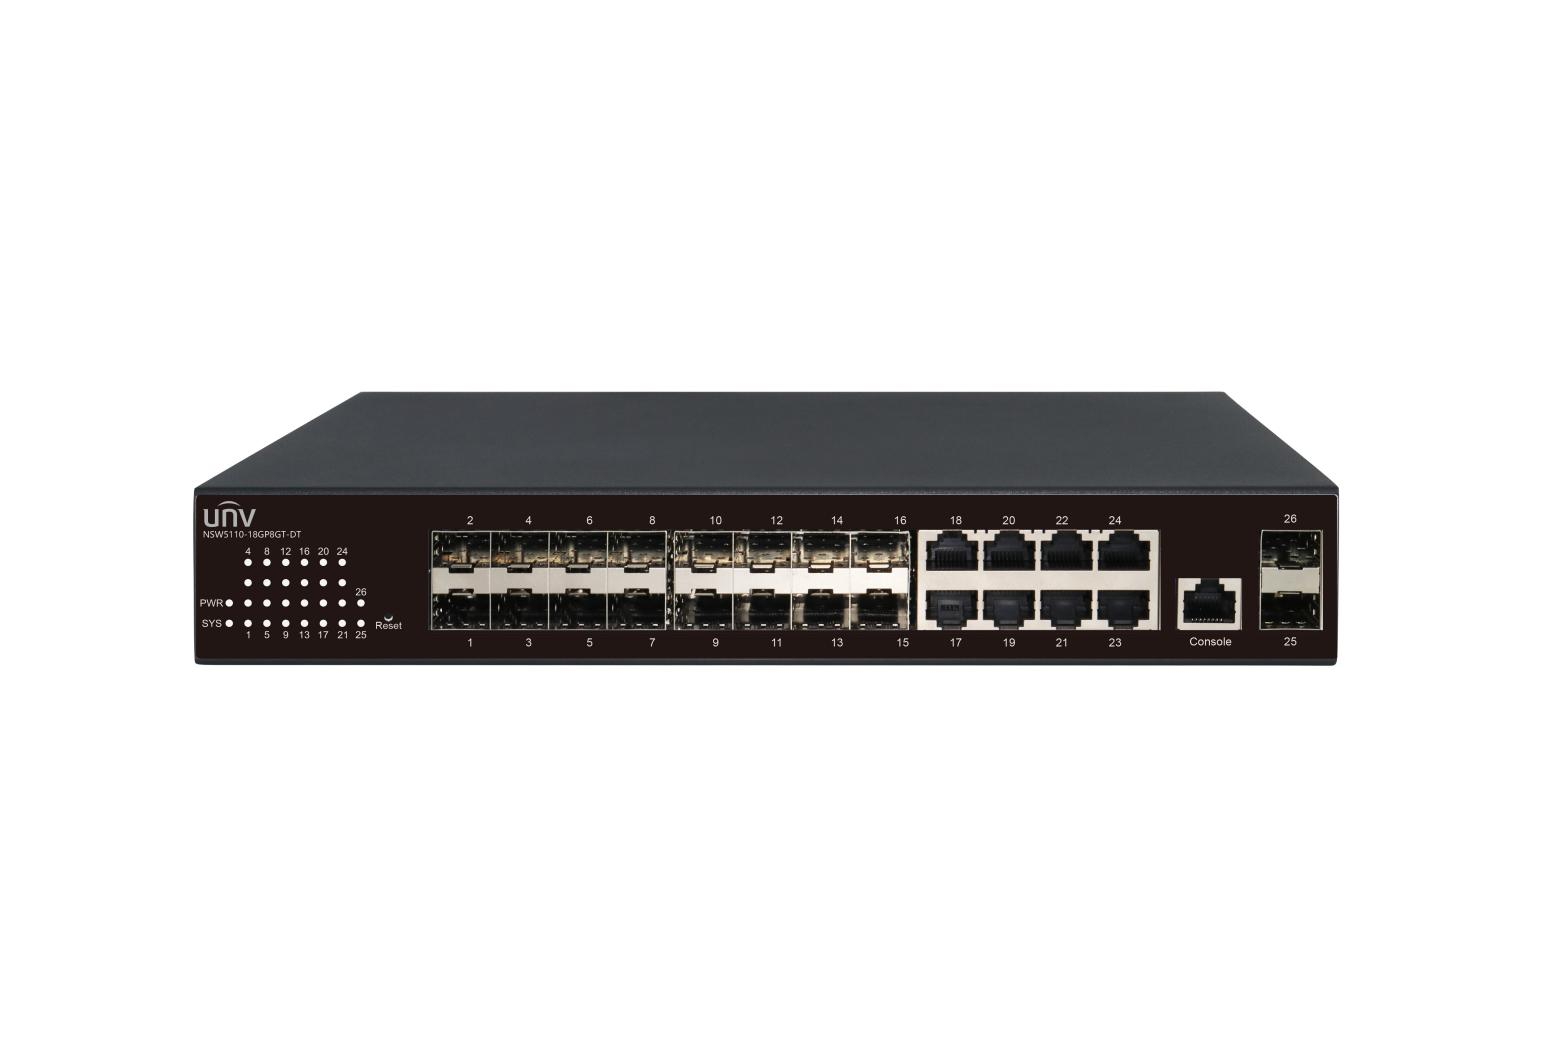 unv
NSW5110-18GP8GT-DT
4 8 12 16 20 24
26
PWR
SYS
1 5 9 13 17 21 25
Reset
2 4 6 8 10 12 14 16 18 20 22 24 26
1 3 5 7 9 11 13 15 17 19 21 23 Console 25